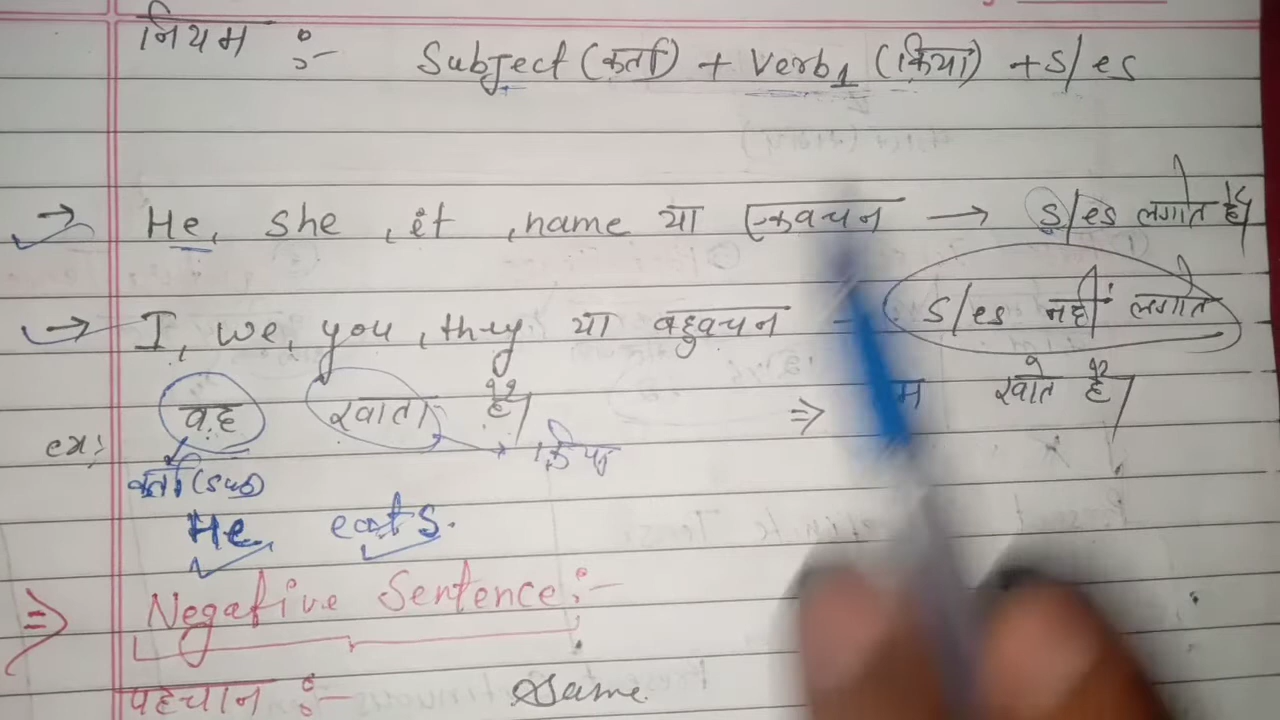 नियम :- Subject (कर्ता) + Verb1 (क्रिया) + s/es
→ He, she, it, name या एकवचन → s/es लगाते है।
→ I, we, you, they या वहुवचन - s/es नहीं लगाते
ex: वह खाता है। ⇒ म खाते है।
कर्ता (sub) क्रिया
He eats.
⇒ Negative Sentence:-
पहचान :- Same.